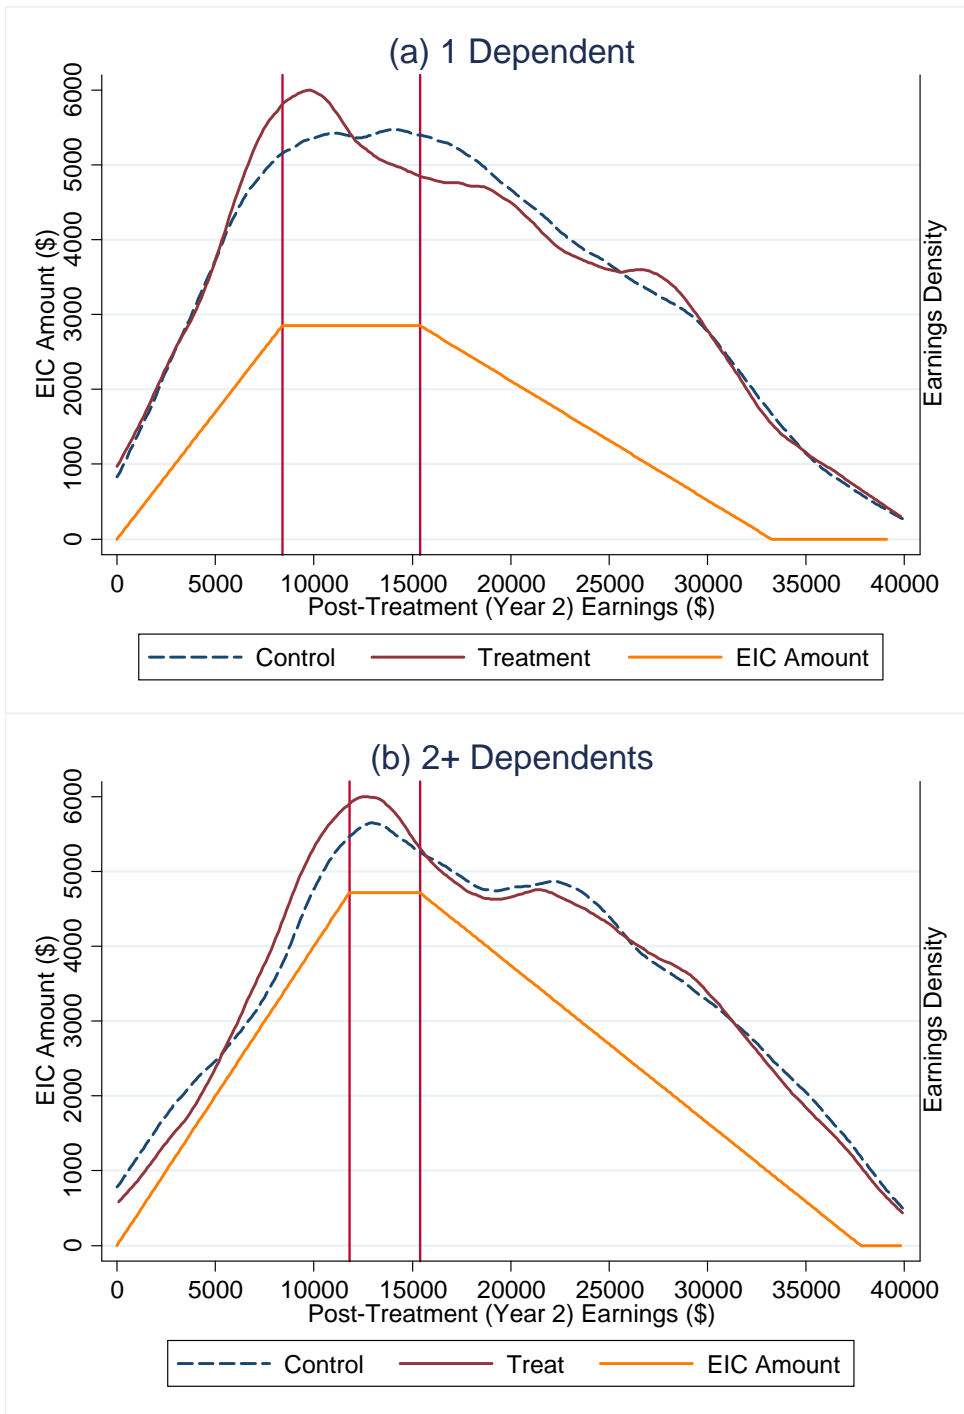 (a) 1 Dependent
EIC Amount ($)
6000
5000
4000
3000
2000
1000
0
Earnings Density
0 5000 10000 15000 20000 25000 30000 35000 40000
Post-Treatment (Year 2) Earnings ($)
Control Treatment EIC Amount
(b) 2+ Dependents
EIC Amount ($)
6000
5000
4000
3000
2000
1000
0
Earnings Density
0 5000 10000 15000 20000 25000 30000 35000 40000
Post-Treatment (Year 2) Earnings ($)
Control Treat EIC Amount